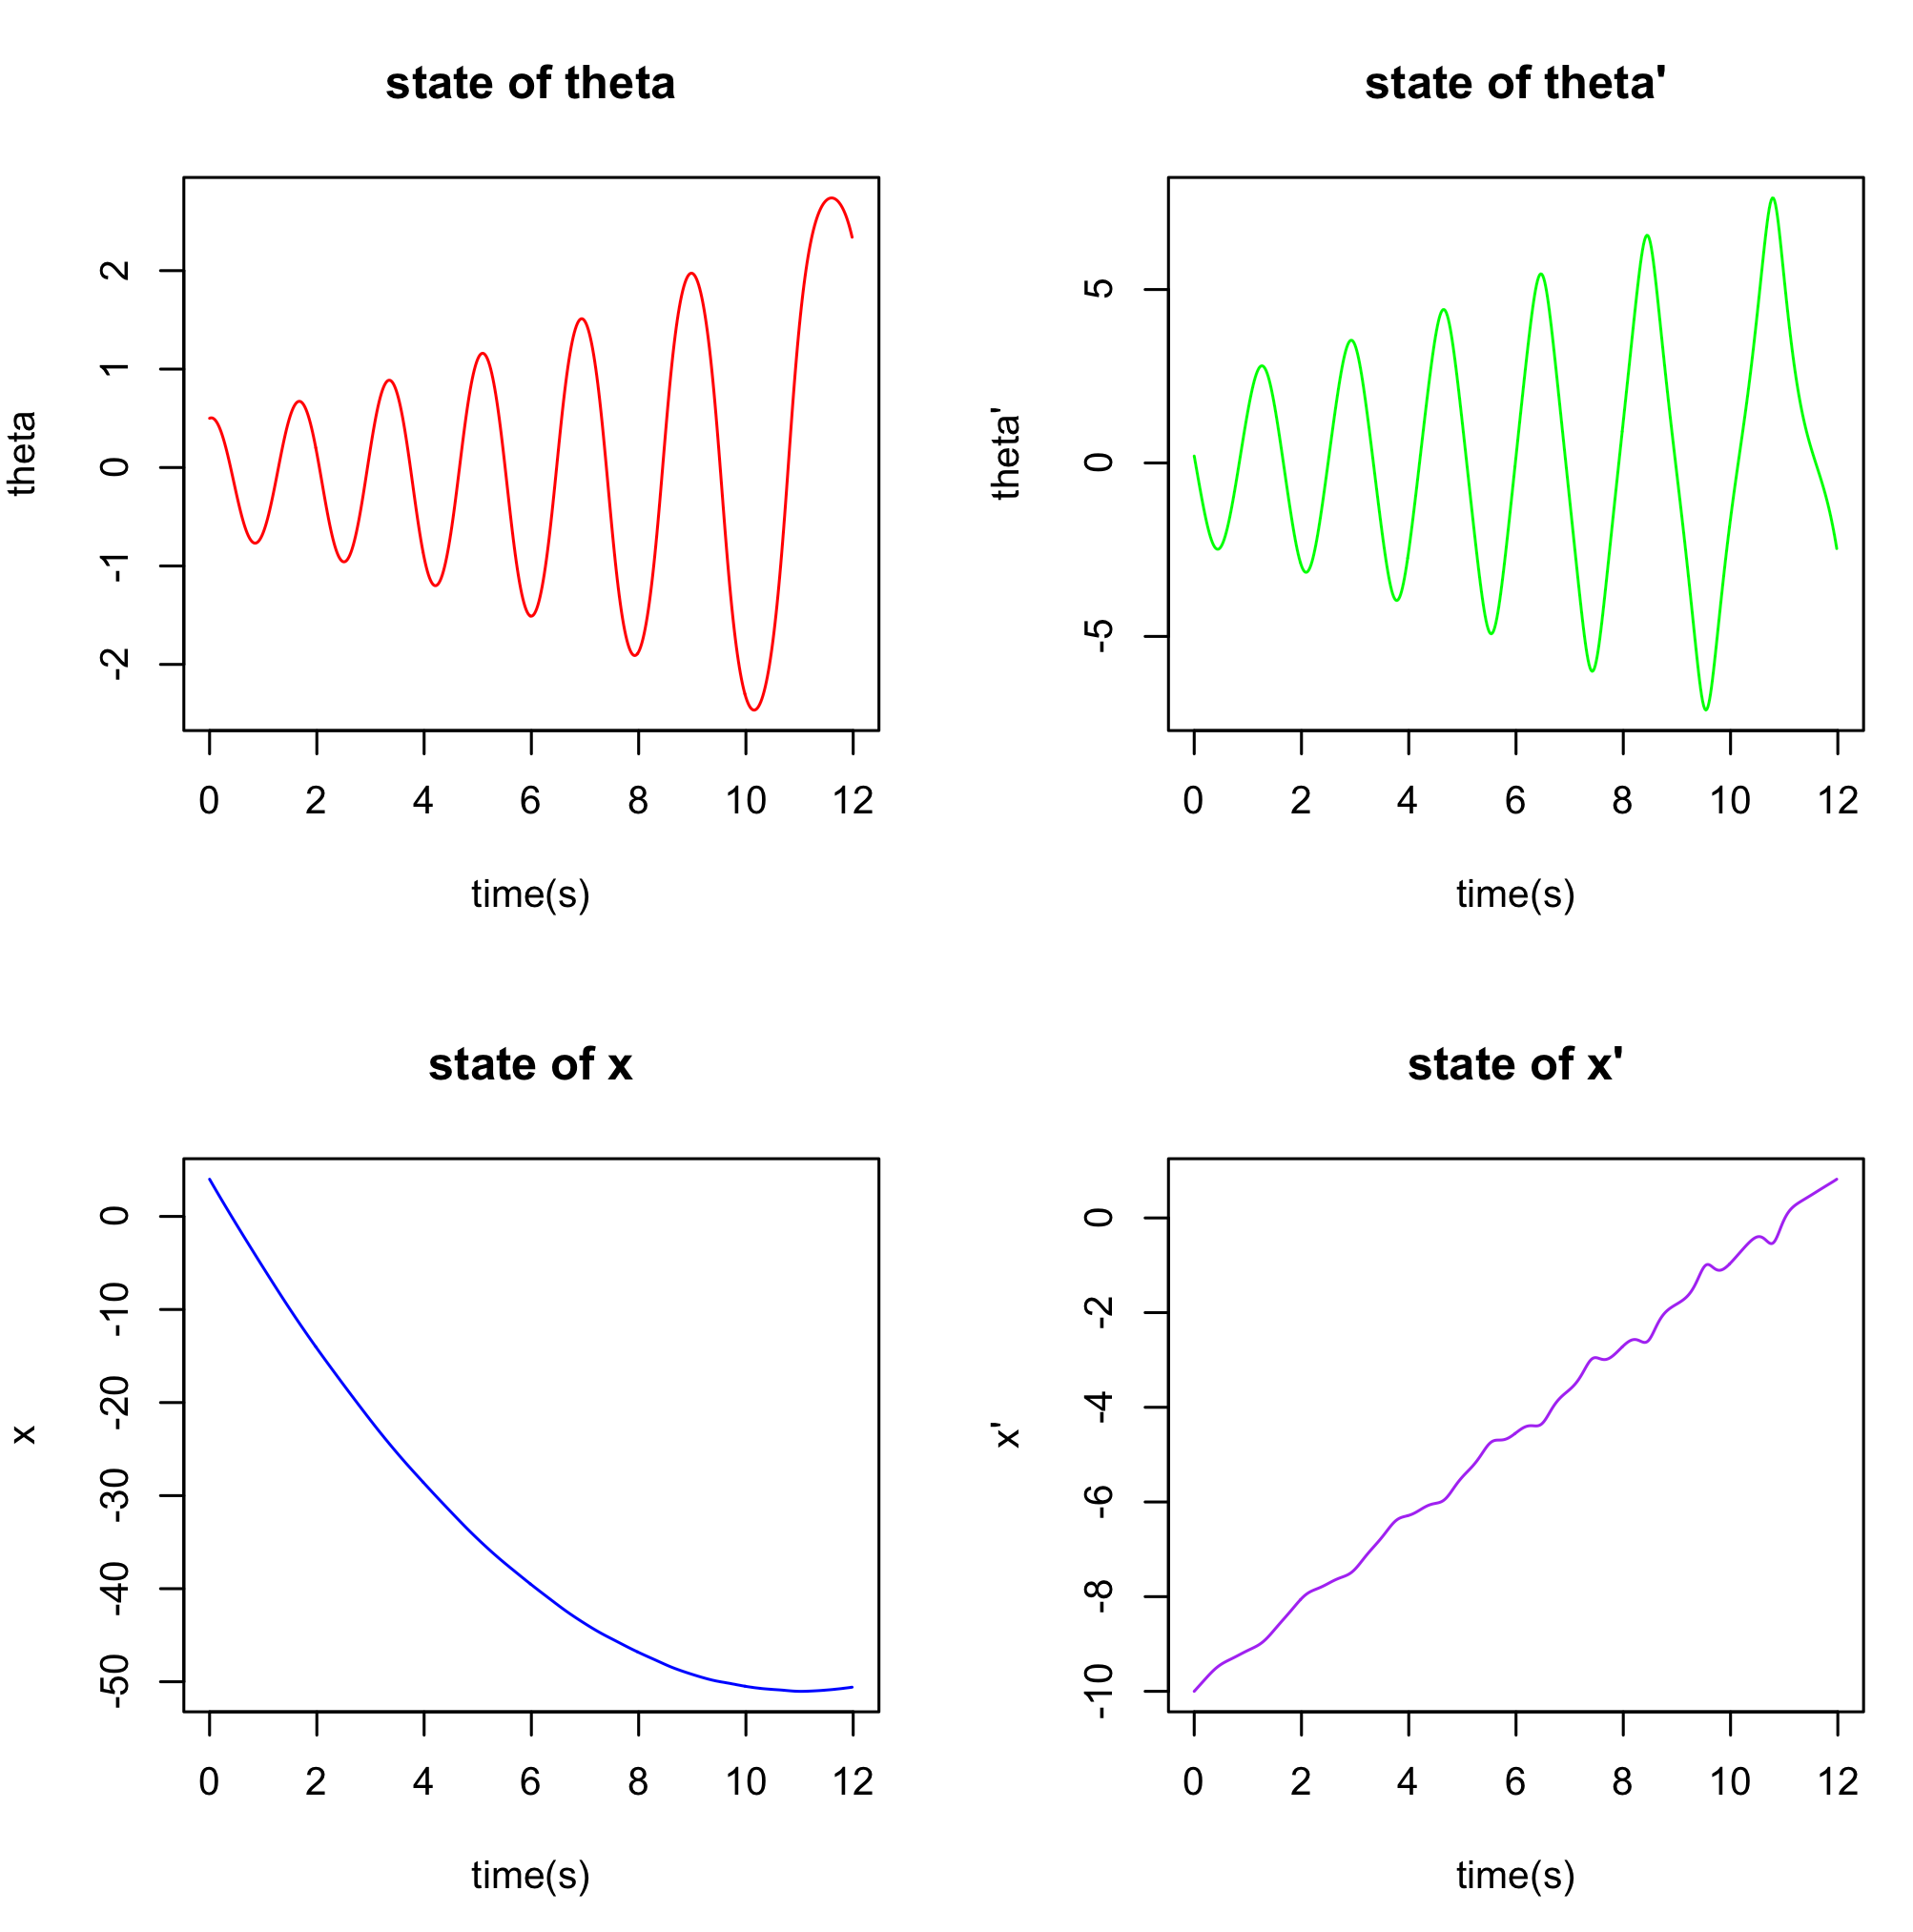 state of theta
theta
2
1
0
-1
-2
0 2 4 6 8 10 12
time(s)
state of theta'
theta'
5
0
-5
0 2 4 6 8 10 12
time(s)
state of x
x
0
-10
-20
-30
-40
-50
0 2 4 6 8 10 12
time(s)
state of x'
x'
0
-2
-4
-6
-8
-10
0 2 4 6 8 10 12
time(s)